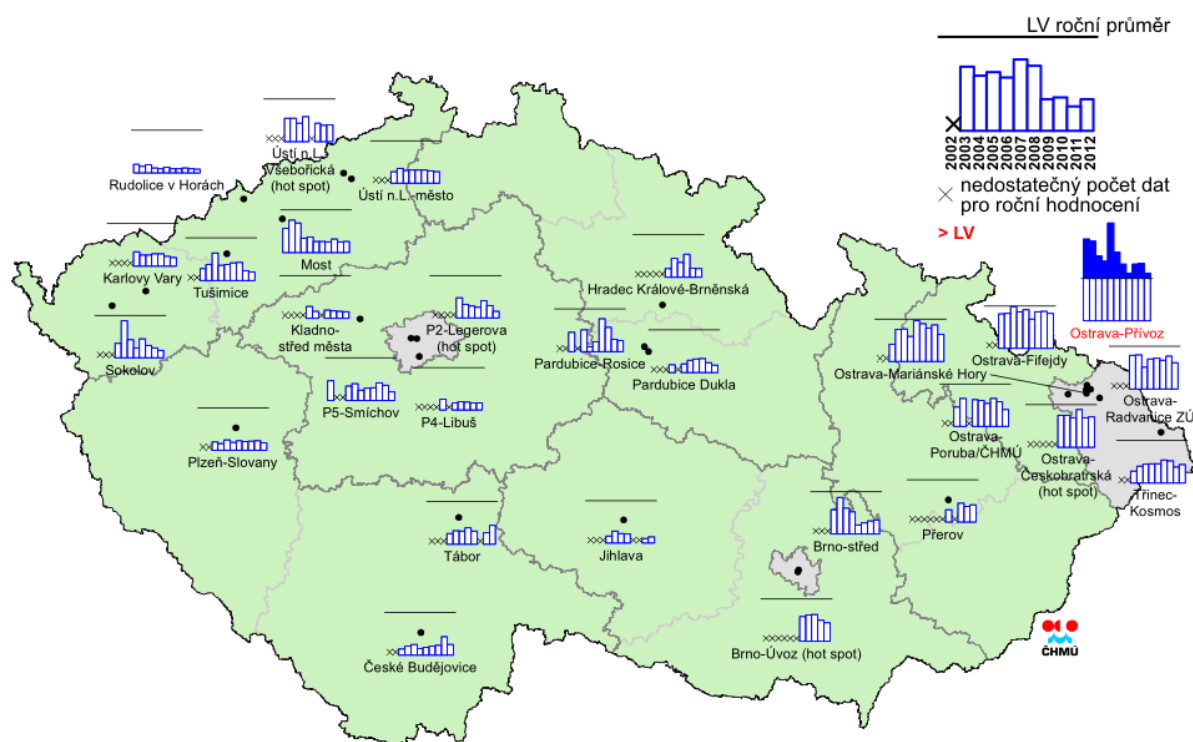 LV roční průměr
2002
2003
2004
2005
2006
2007
2008
2009
2010
2011
2012
nedostatečný počet dat
pro roční hodnocení
> LV
Ústí n.L.-
Všebořická
(hot spot)
Rudolice v Horách
Ústí n.L.-město
Karlovy Vary
Tušimice
Most
Hradec Králové-Brněnská
Kladno-
střed města
P2-Legerova
(hot spot)
Ostrava-Přívoz
Sokolov
Pardubice-Rosice
Pardubice Dukla
Ostrava-Mariánské Hory
Ostrava-Fifejdy
Ostrava-
Radvanice ZÚ
P5-Smíchov
P4-Libuš
Plzeň-Slovany
Ostrava-
Poruba/ČHMÚ
Ostrava-
Českobratrská
(hot spot)
Třinec-
Kosmos
Tábor
Jihlava
Brno-střed
Přerov
České Budějovice
Brno-Úvoz (hot spot)
ČHMÚ